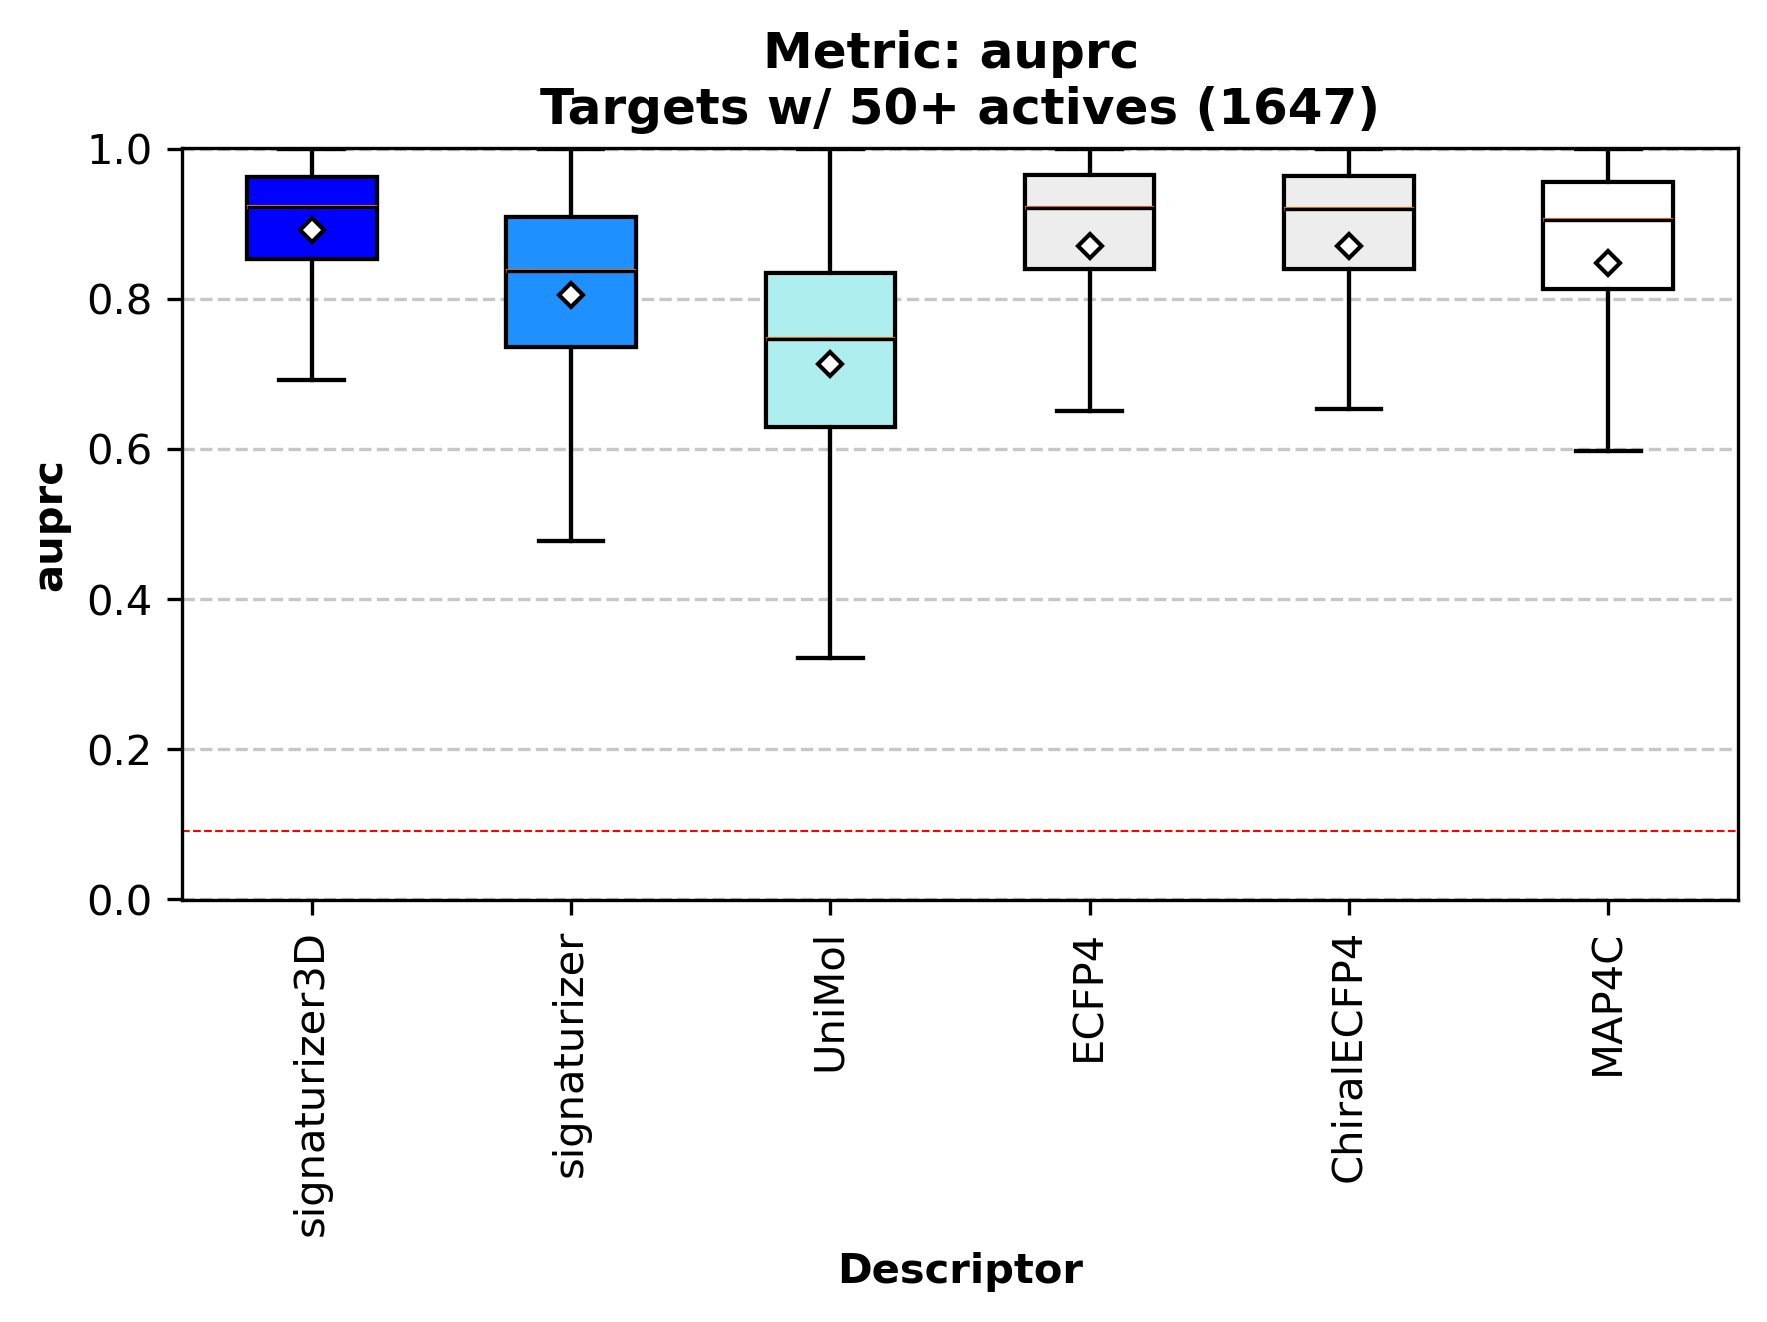 Metric: auprc
Targets w/ 50+ actives (1647)
1.0
0.8
0.6
0.4
0.2
0.0
auprc
signaturizer3D
signaturizer
UniMol
ECFP4
ChiralECFP4
MAP4C
Descriptor